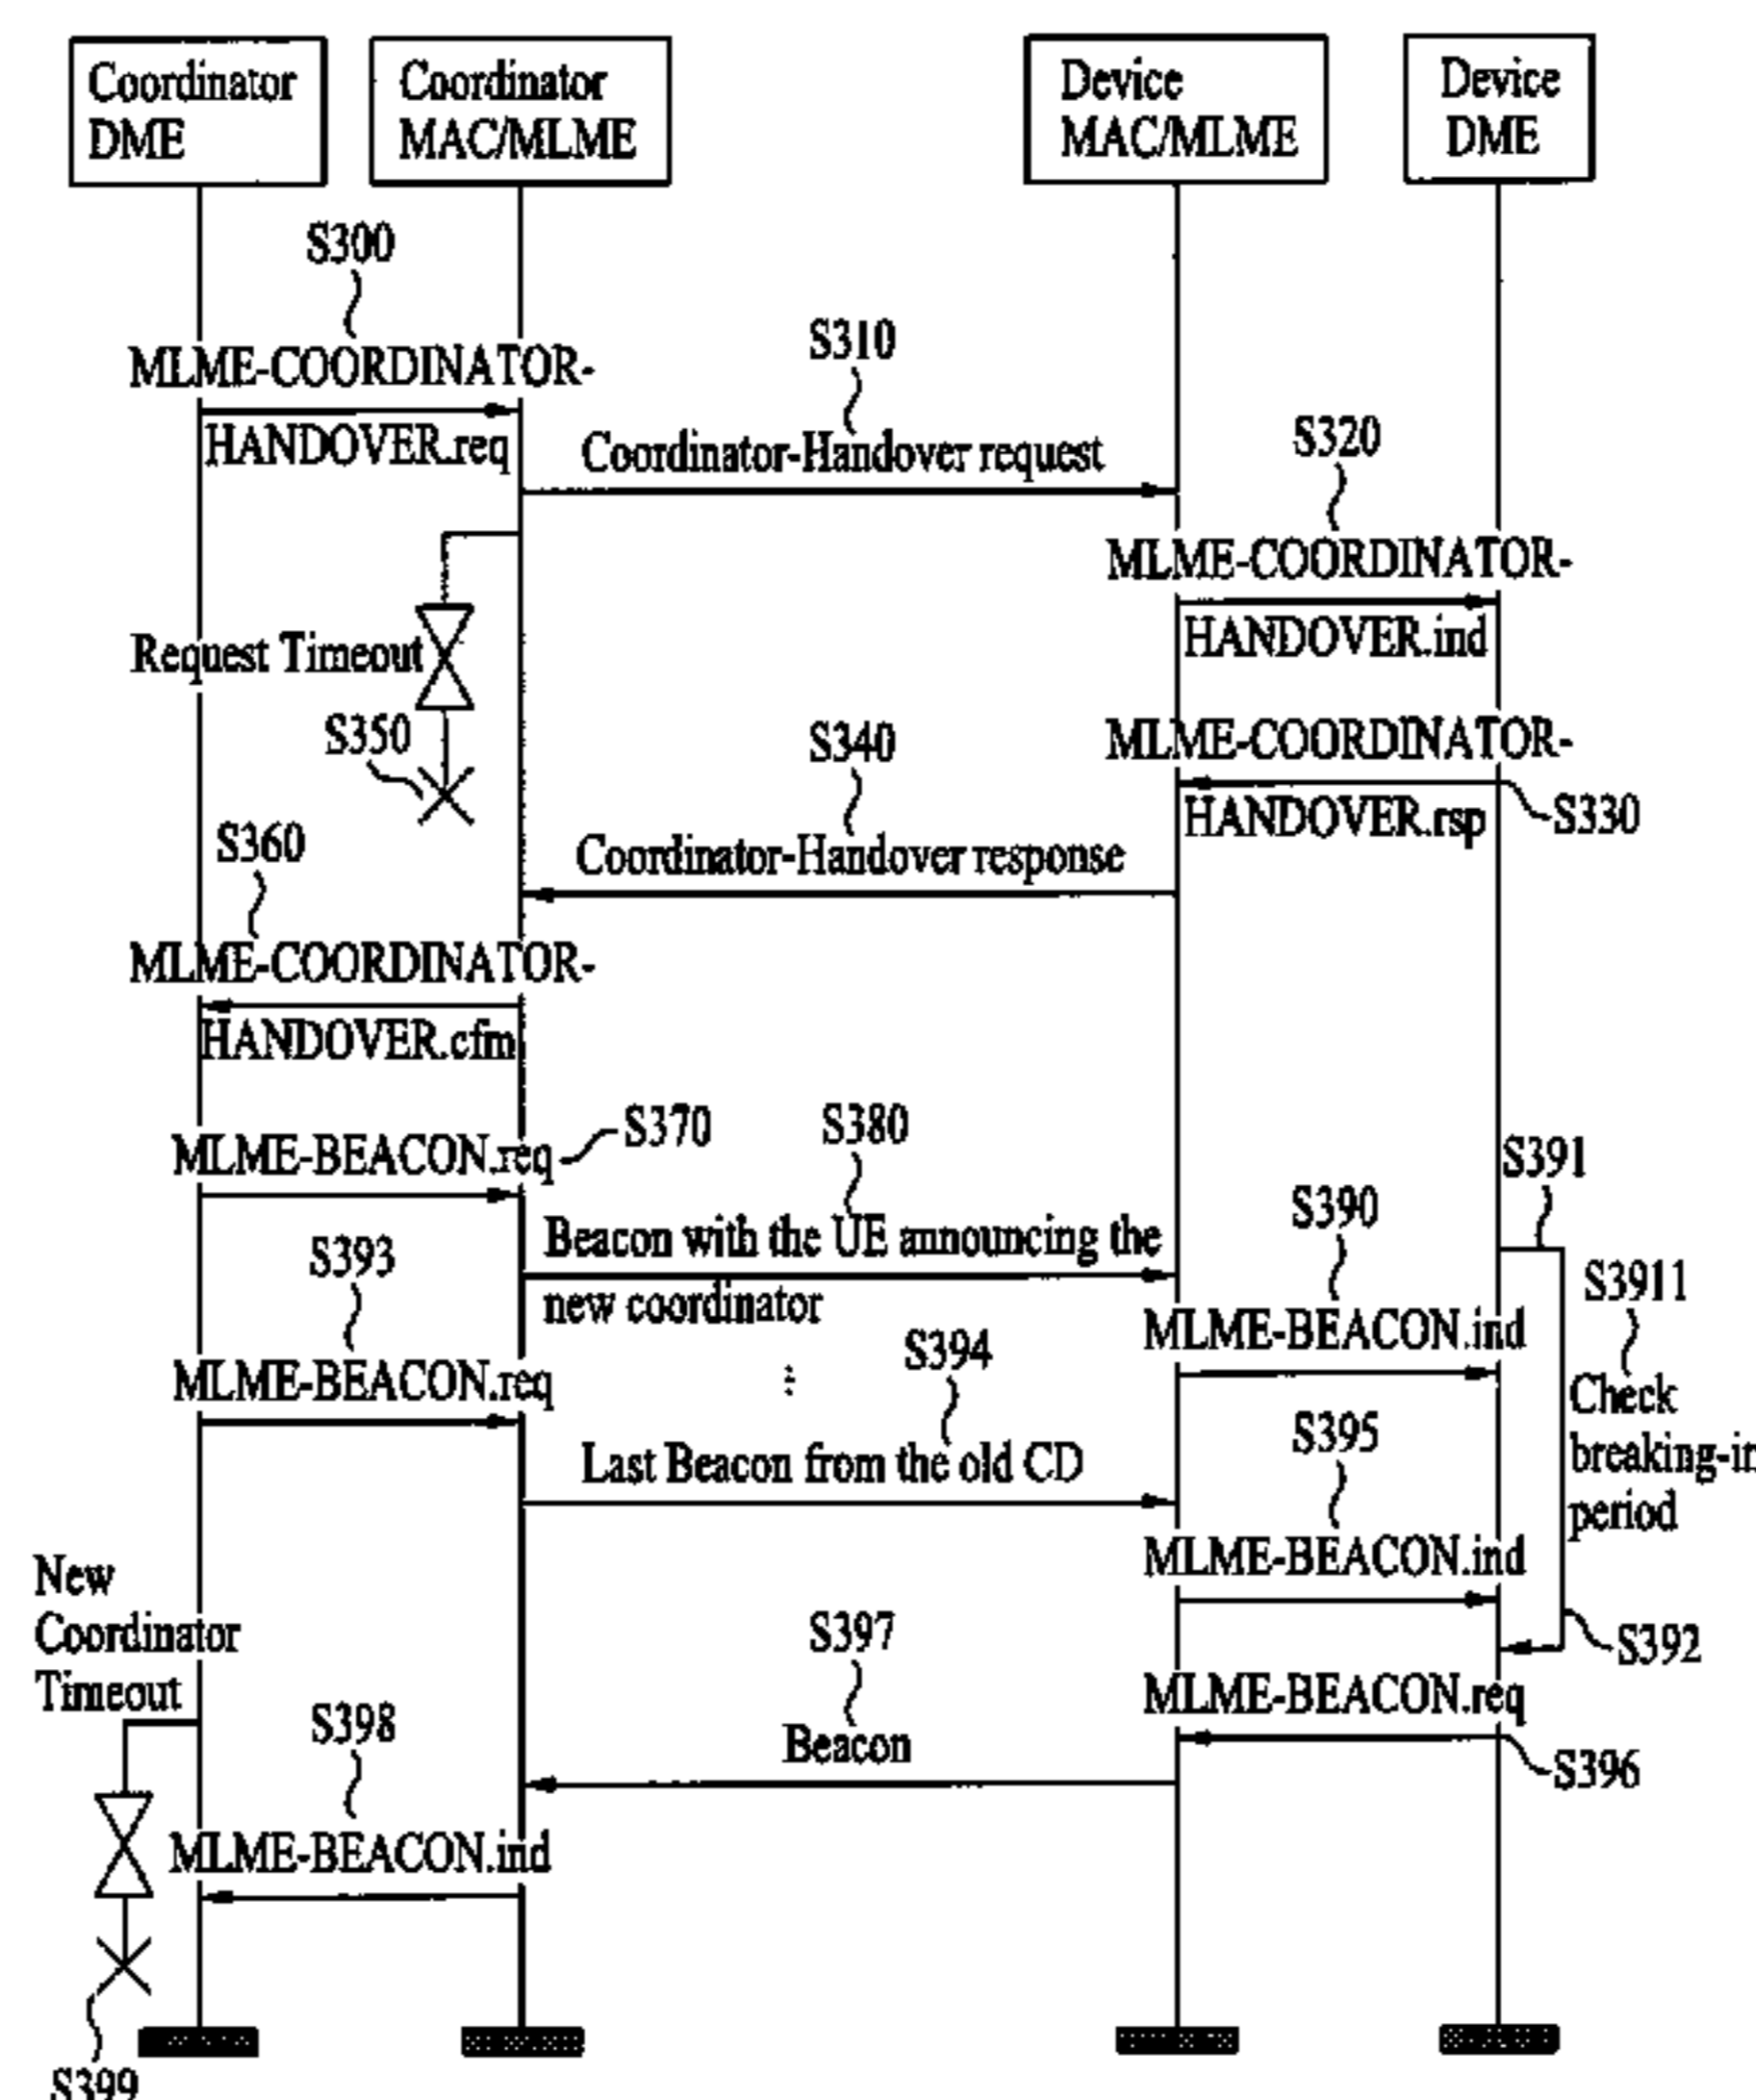 Coordinator
DME
Coordinator
MAC/MLME
Device
MAC/MLME
Device
DME
S300
MLME-COORDINATOR-
HANDOVER.req
S310
Coordinator-Handover request
S320
MLME-COORDINATOR-
HANDOVER.ind
Request Timeout
S350
S340
Coordinator-Handover response
MLME-COORDINATOR-
HANDOVER.rsp
S330
S360
MLME-COORDINATOR-
HANDOVER.cfm
MLME-BEACON.req
S370
S380
Beacon with the UE announcing the
new coordinator
S390
MLME-BEACON.ind
S391
S3911
Check
breaking-in
period
S393
MLME-BEACON.req
S394
Last Beacon from the old CD
S395
MLME-BEACON.ind
S392
New
Coordinator
Timeout
MLME-BEACON.req
S396
S397
Beacon
S398
MLME-BEACON.ind
S399